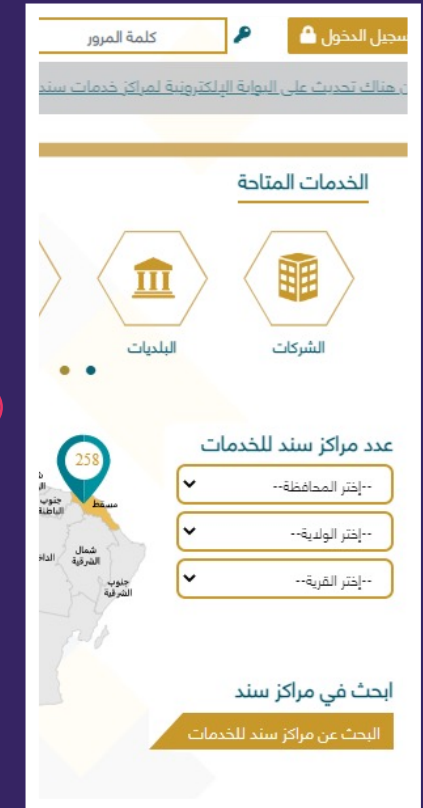 سجيل الدخول
كلمة المرور
هناك تحديث على البوابة الإلكترونية لمراكز خدمات سند
الخدمات المتاحة
الشركات
البلديات
عدد مراكز سند للخدمات
--إختر المحافظة--
--إختر الولاية--
--إختر القرية--
258
مسقط
جنوب
الباطنة
شمال
الشرقية
الداخ
جنوب
الشرقية
ابحث في مراكز سند
البحث عن مراكز سند للخدمات